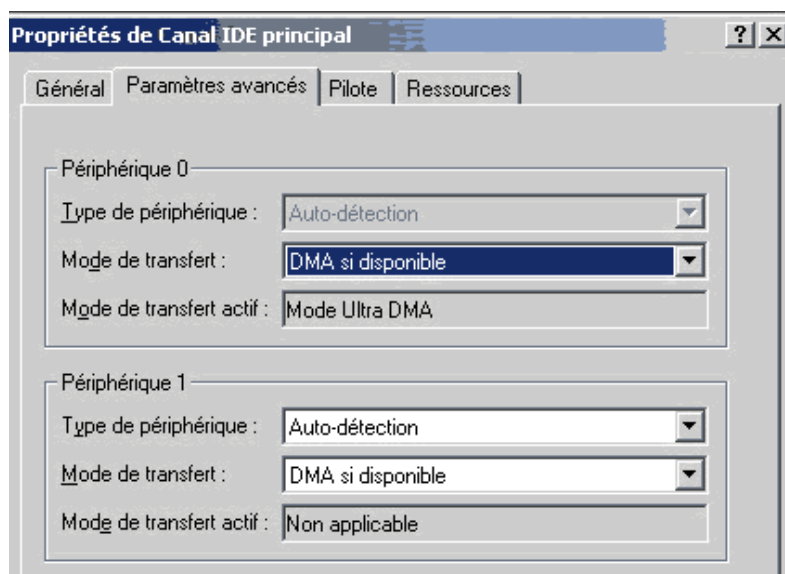 Propriétés de Canal IDE principal
Général Paramètres avancés Pilote Ressources
Périphérique 0
Type de périphérique : Auto-détection
Mode de transfert : DMA si disponible
Mode de transfert actif : Mode Ultra DMA
Périphérique 1
Type de périphérique : Auto-détection
Mode de transfert : DMA si disponible
Mode de transfert actif : Non applicable